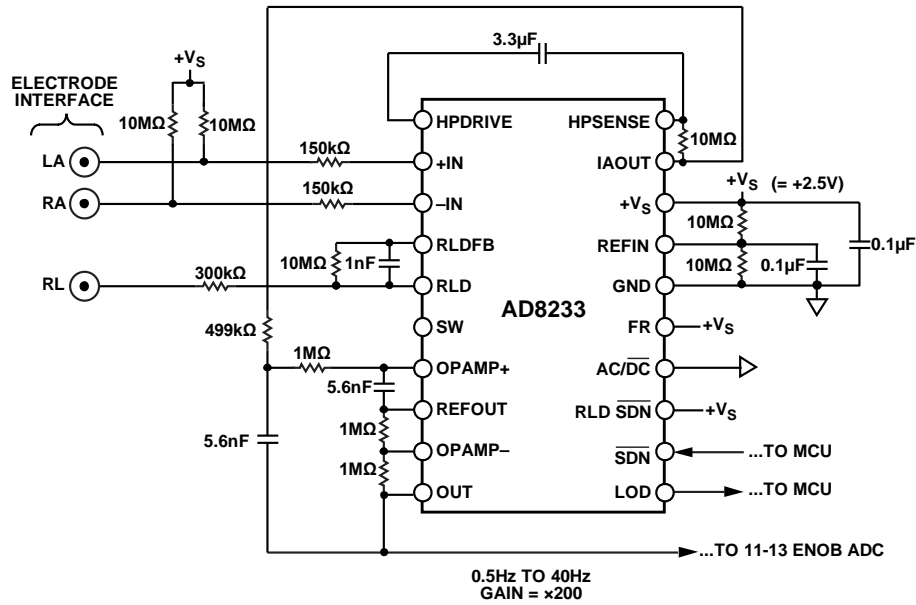 3.3µF
+VS
ELECTRODE
INTERFACE
10MΩ
10MΩ
LA
RA
RL
150kΩ
150kΩ
10MΩ
1nF
300kΩ
499kΩ
1MΩ
5.6nF
5.6nF
1MΩ
1MΩ
HPDRIVE
+IN
–IN
RLDFB
RLD
SW
OPAMP+
REFOUT
OPAMP–
OUT
AD8233
HPSENSE
IAOUT
+VS
REFIN
GND
FR
AC/DC
RLD SDN
SDN
LOD
10MΩ
+VS (= +2.5V)
10MΩ
10MΩ
0.1µF
0.1µF
+VS
+VS
...TO MCU
...TO MCU
...TO 11-13 ENOB ADC
0.5Hz TO 40Hz
GAIN = ×200